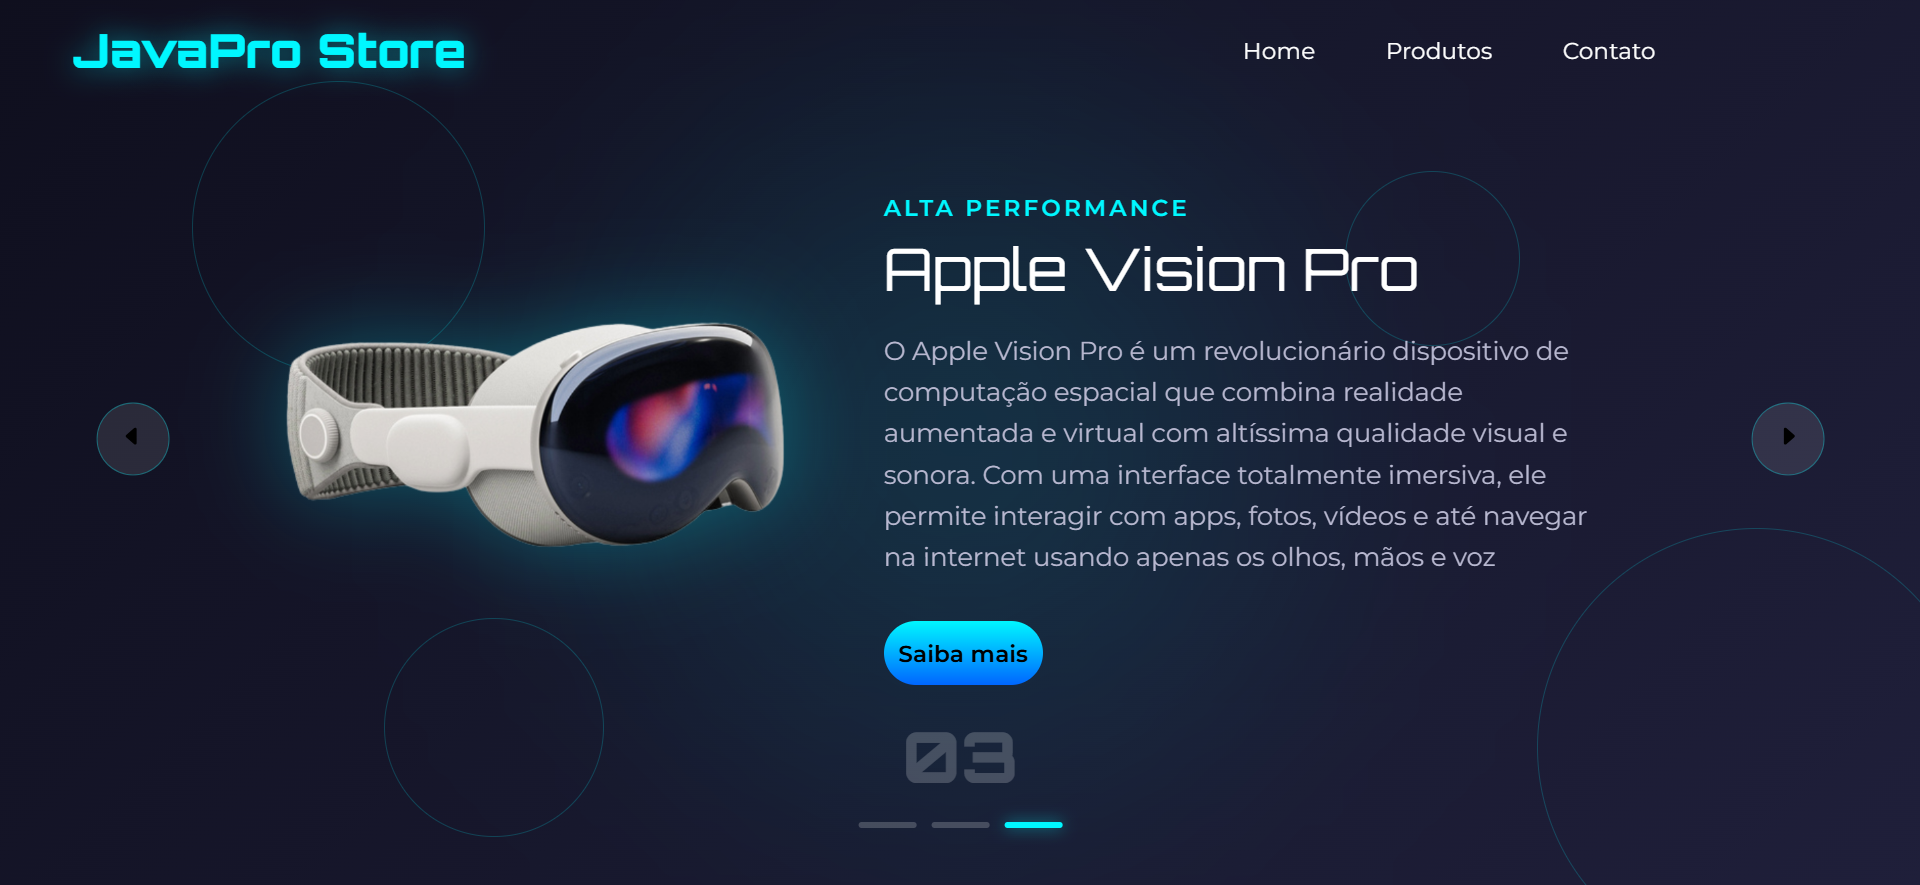 JavaPro Store
Home Produtos Contato
ALTA PERFORMANCE
Apple Vision Pro
O Apple Vision Pro é um revolucionário dispositivo de
computação espacial que combina realidade
aumentada e virtual com altíssima qualidade visual e
sonora. Com uma interface totalmente imersiva, ele
permite interagir com apps, fotos, vídeos e até navegar
na internet usando apenas os olhos, mãos e voz
Saiba mais
03